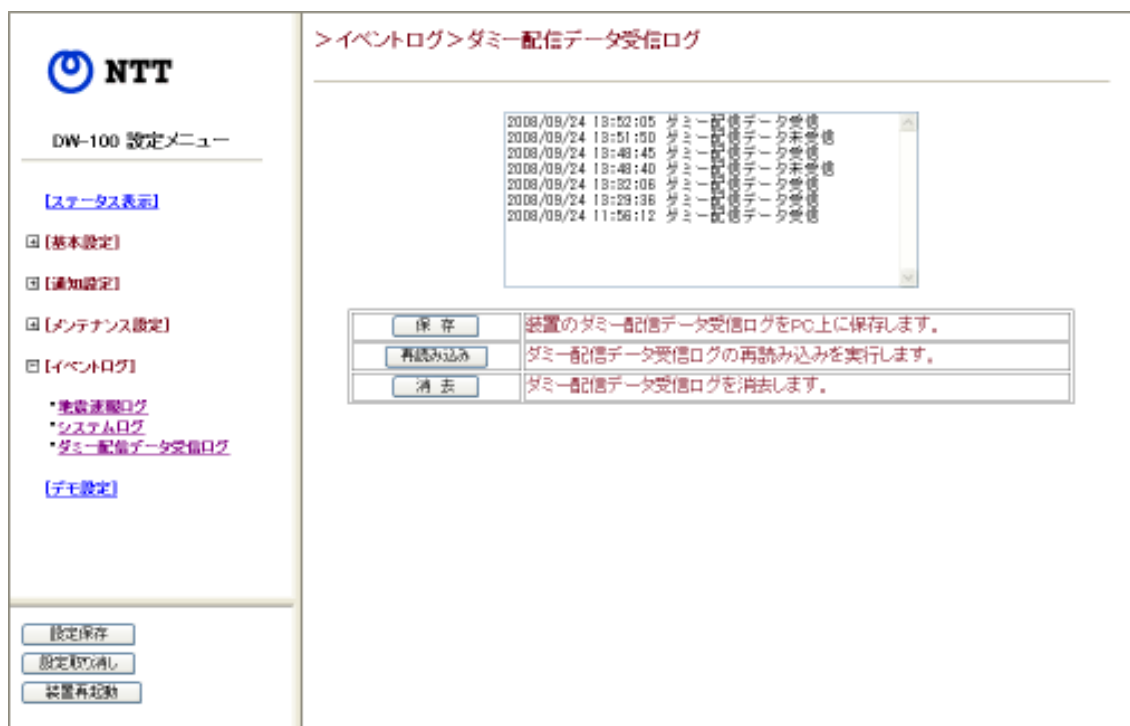 NTT
DW-100 設定メニュー
[ステータス表示]
[基本設定]
[通知設定]
[メンテナンス設定]
[イベントログ]
・地震速報ログ
・システムログ
・ダミー配信データ受信ログ
[デモ設定]
設定保存
設定取り消し
装置再起動
>イベントログ>ダミー配信データ受信ログ
2008/09/24 13:52:05 ダミー配信データ受信
2008/09/24 13:51:50 ダミー配信データ未受信
2008/09/24 13:48:45 ダミー配信データ受信
2008/09/24 13:48:40 ダミー配信データ未受信
2008/09/24 13:32:06 ダミー配信データ受信
2008/09/24 13:29:36 ダミー配信データ受信
2008/09/24 11:56:12 ダミー配信データ受信
保 存 装置のダミー配信データ受信ログをPC上に保存します。
再読み込み ダミー配信データ受信ログの再読み込みを実行します。
消 去 ダミー配信データ受信ログを消去します。